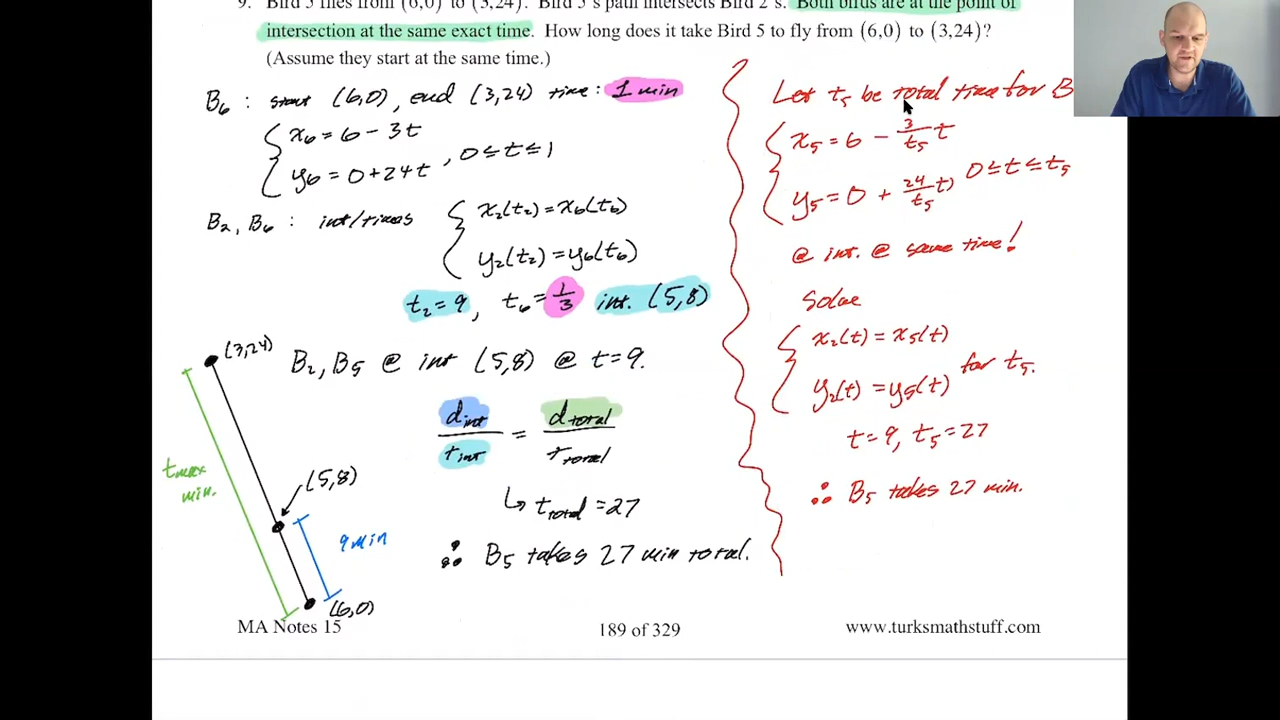 9. Bird 5 flies from (6,0) to (3,24). Bird 5's path intersects Bird 2's. Both birds are at the point of
intersection at the same exact time. How long does it take Bird 5 to fly from (6,0) to (3,24)?
(Assume they start at the same time.)
B6 : start (6,0), end (3,24) time: 1 min
{ x6 = 6 - 3t
y6 = 0 + 24t , 0 ≤ t ≤ 1
B2, B6 : int/times { x2(t2) = x6(t6)
y2(t2) = y6(t6)
t2 = 9, t6 = 1/3 int. (5,8)
B2, B5 @ int (5,8) @ t = 9.
dint/tint = dtotal/ttotal
↳ ttotal = 27
∴ B5 takes 27 min total.
(3,24)
tmax
min.
(5,8)
9 min
(6,0)
Let t5 be total time for B
{ x5 = 6 - 3/t5 t
y5 = 0 + 24/t5 t, 0 ≤ t ≤ t5
@ int. @ same time!
Solve
{ x2(t) = x5(t)
y2(t) = y5(t) for t5.
t = 9, t5 = 27
∴ B5 takes 27 min.
MA Notes 15 189 of 329 www.turksmathstuff.com